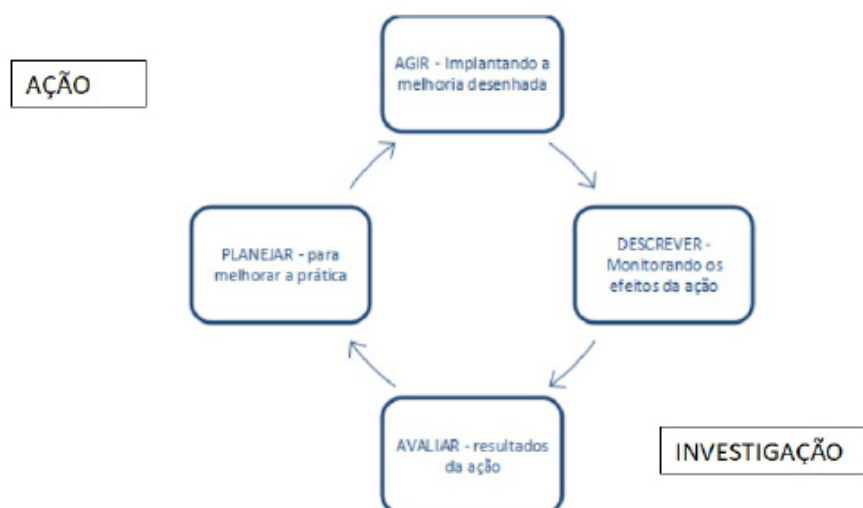 AGIR - Implantando a
melhoria desenhada
AÇÃO
PLANEJAR - para
melhorar a prática
DESCREVER -
Monitorando os
efeitos da ação
AVALIAR - resultados
da ação
INVESTIGAÇÃO